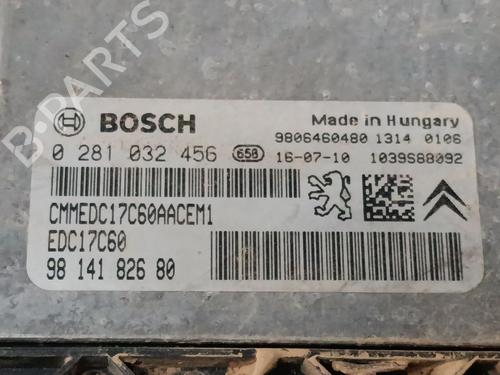 BOSCH
Made in Hungary
9806460480 1314 0106
0 281 032 456 658 16-07-10 1039S68092
CMMEDC17C60AACEM1
EDC17C60
98 141 826 80
B-PARTS